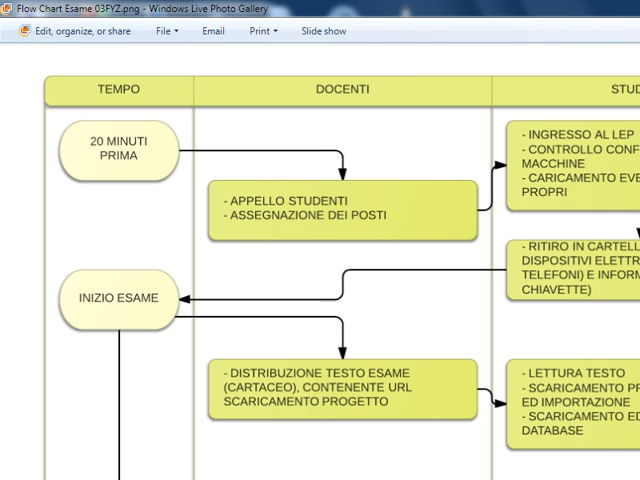 Flow Chart Esame 03FYZ.png - Windows Live Photo Gallery
Edit, organize, or share File Email Print Slide show
TEMPO DOCENTI
20 MINUTI
PRIMA
- APPELLO STUDENTI
- ASSEGNAZIONE DEI POSTI
- INGRESSO AL LEP
- CONTROLLO CONF
MACCHINE
- CARICAMENTO EVE
PROPRI
- RITIRO IN CARTELL
DISPOSITIVI ELETTR
TELEFONI) E INFORM
CHIAVETTE)
INIZIO ESAME
- DISTRIBUZIONE TESTO ESAME
(CARTACEO), CONTENENTE URL
SCARICAMENTO PROGETTO
- LETTURA TESTO
- SCARICAMENTO PR
ED IMPORTAZIONE
- SCARICAMENTO ED
DATABASE